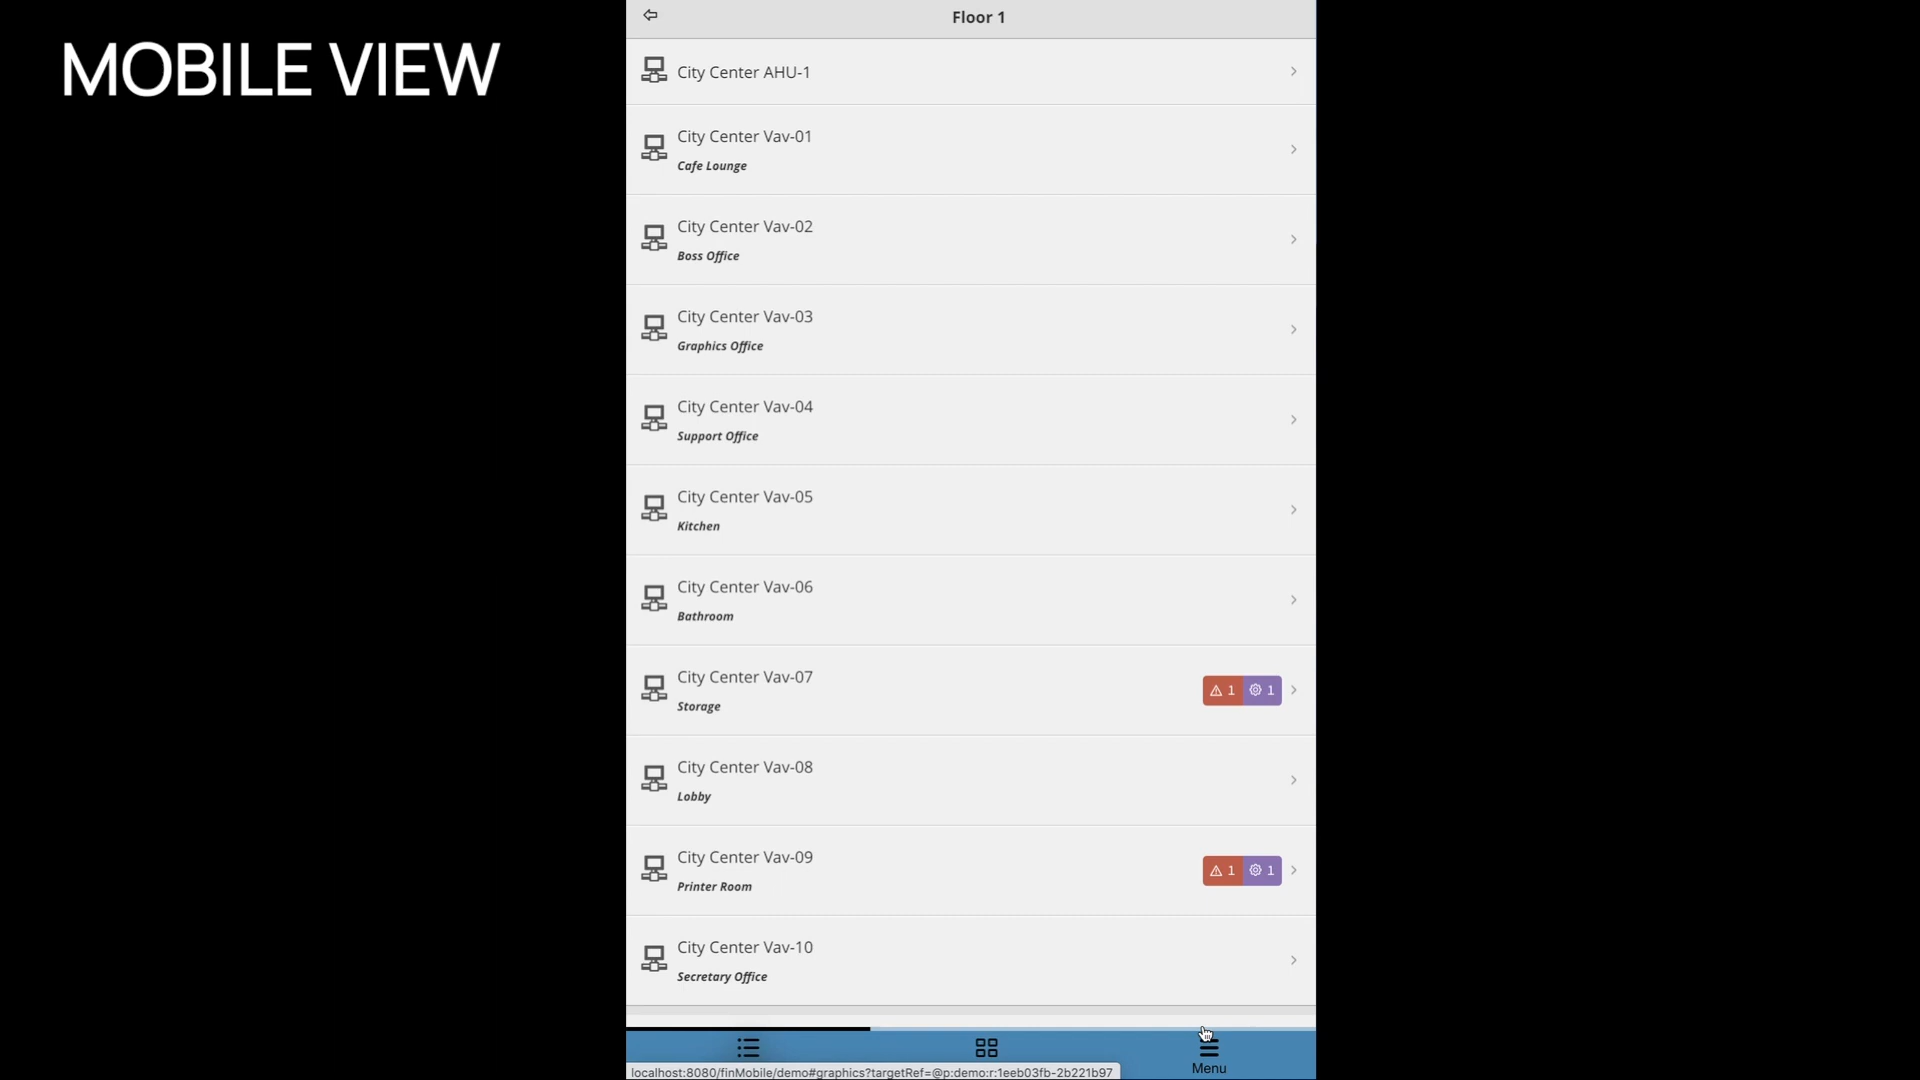 MOBILE VIEW
Floor 1
City Center AHU-1
City Center Vav-01
Cafe Lounge
City Center Vav-02
Boss Office
City Center Vav-03
Graphics Office
City Center Vav-04
Support Office
City Center Vav-05
Kitchen
City Center Vav-06
Bathroom
City Center Vav-07
Storage
1 1
City Center Vav-08
Lobby
City Center Vav-09
Printer Room
1 1
City Center Vav-10
Secretary Office
Menu
localhost:8080/finMobile/demo#graphics?targetRef=@p:demo:r:1eeb03fb-2b221b97